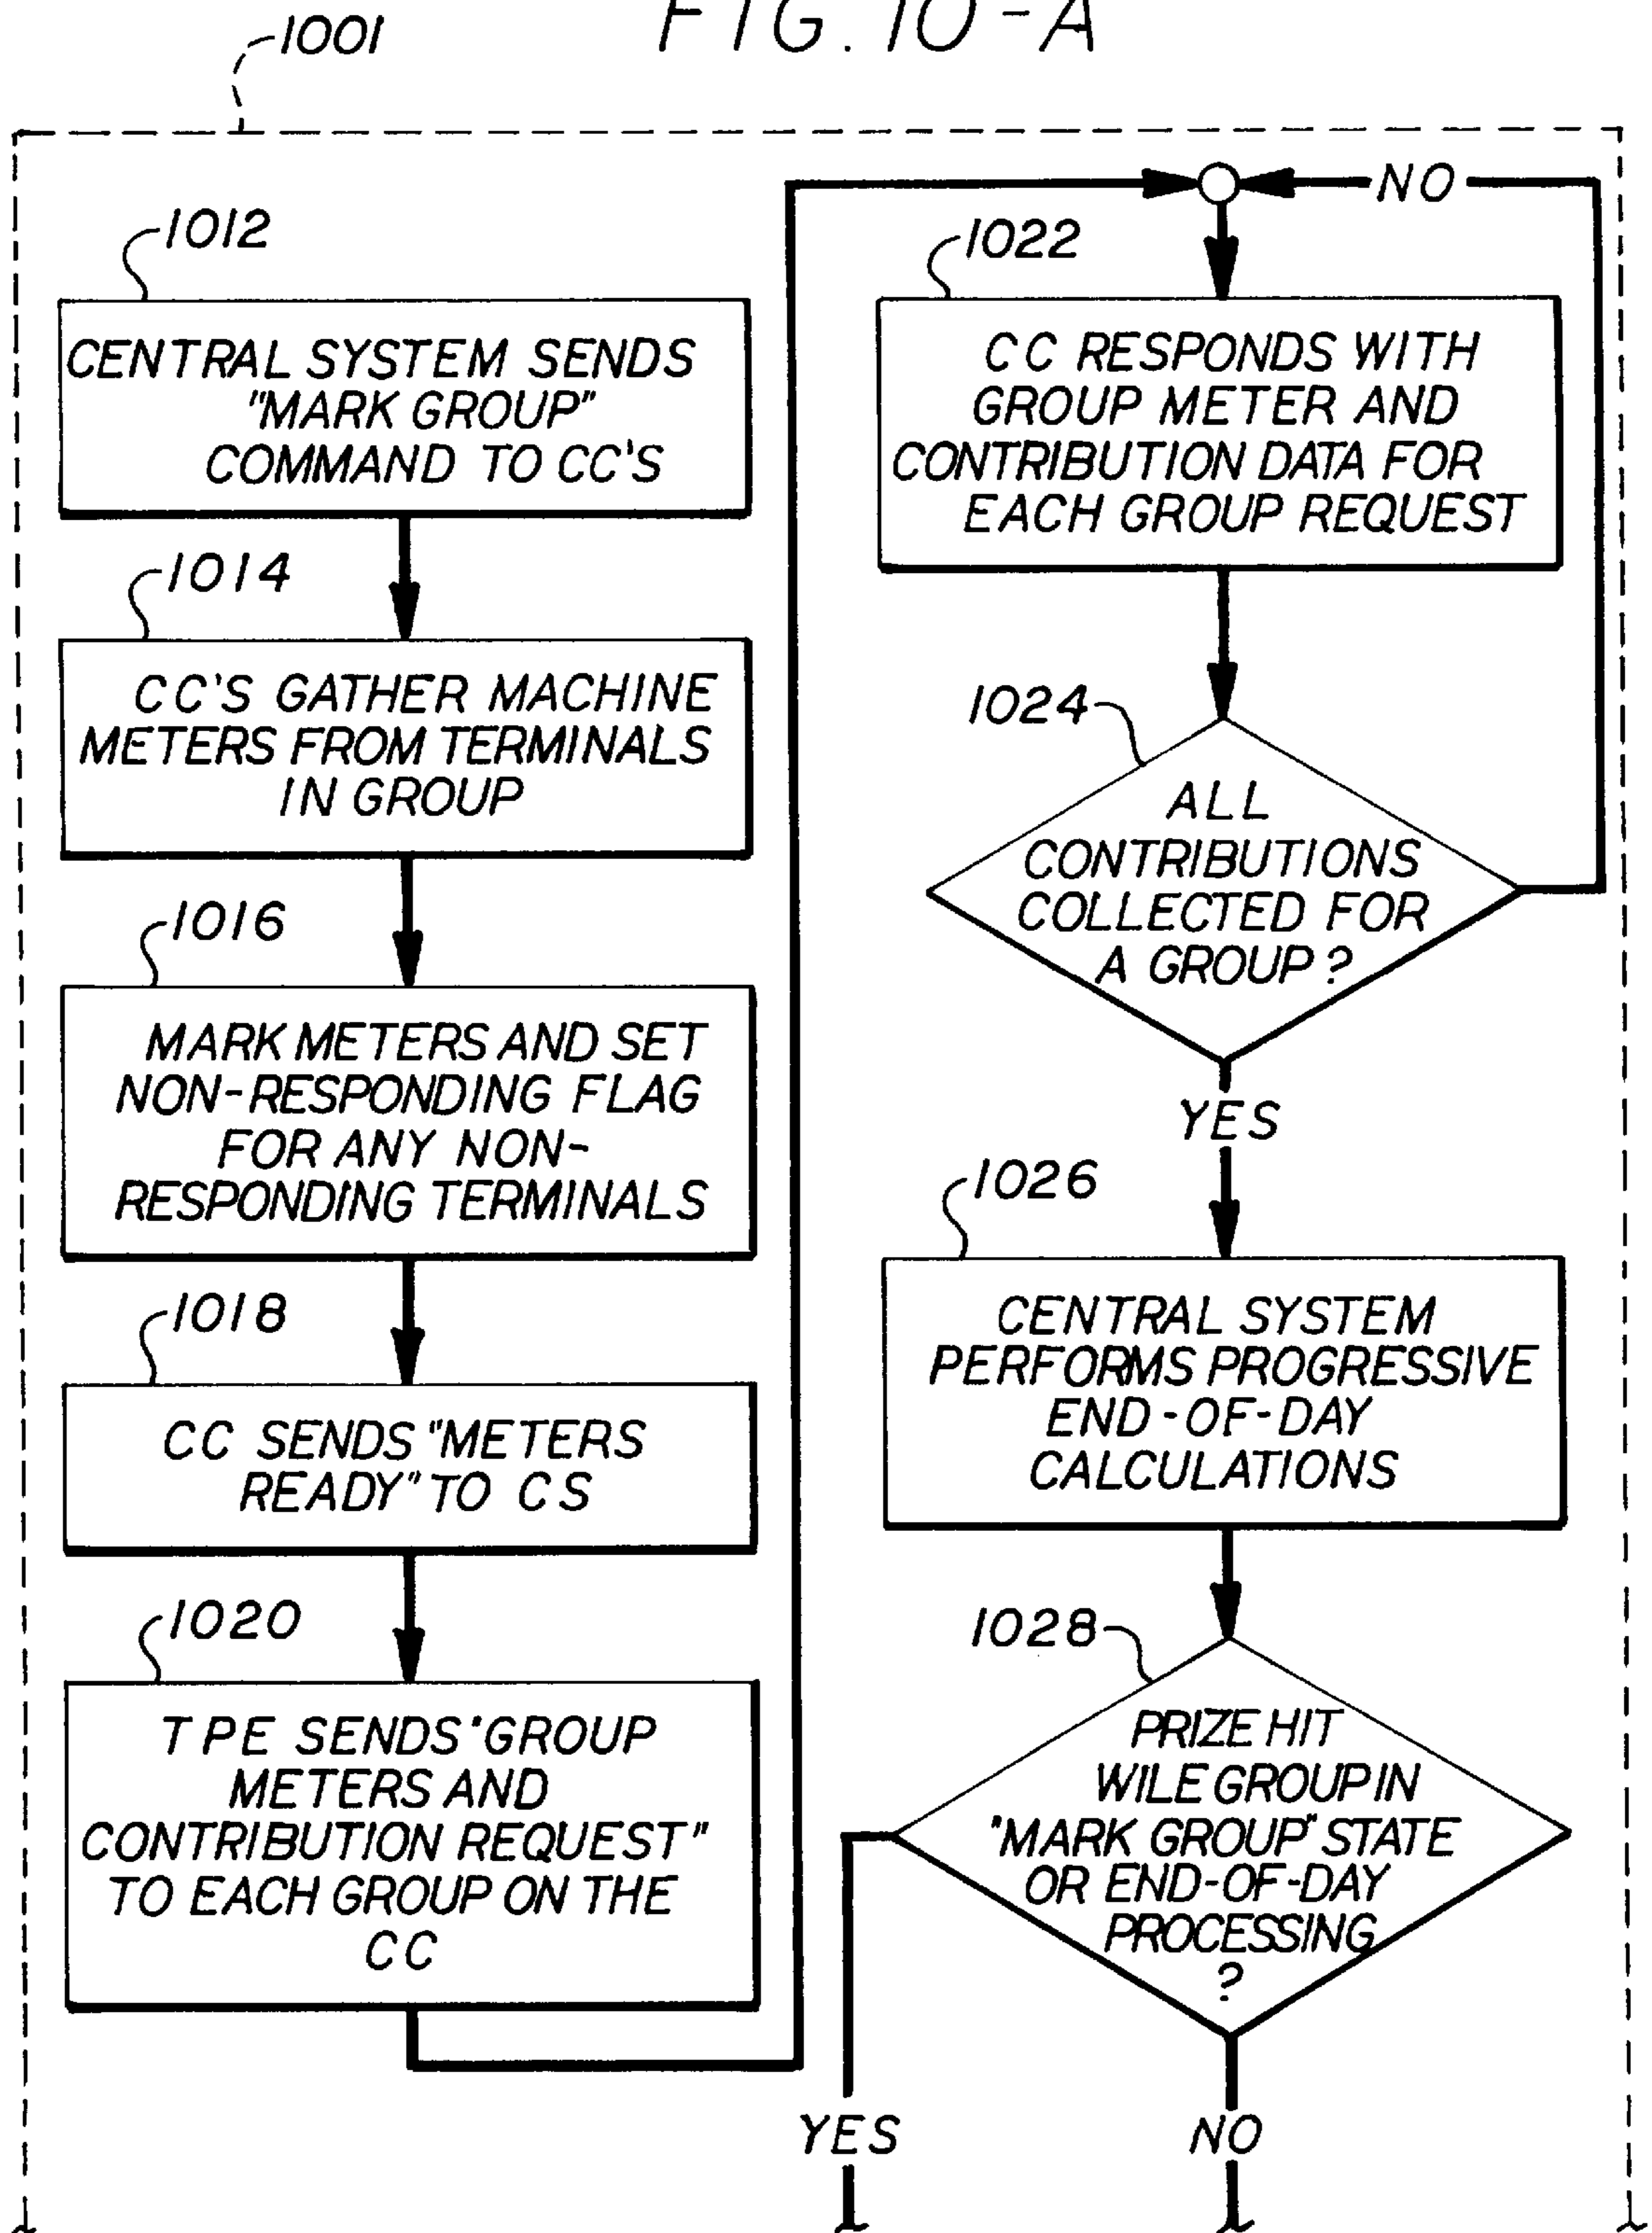 FIG. 10-A
1001
1012
CENTRAL SYSTEM SENDS
"MARK GROUP"
COMMAND TO CC'S
1014
CC'S GATHER MACHINE
METERS FROM TERMINALS
IN GROUP
1016
MARK METERS AND SET
NON-RESPONDING FLAG
FOR ANY NON-
RESPONDING TERMINALS
1018
CC SENDS "METERS
READY" TO CS
1020
TPE SENDS "GROUP
METERS AND
CONTRIBUTION REQUEST"
TO EACH GROUP ON THE
CC
NO
1022
CC RESPONDS WITH
GROUP METER AND
CONTRIBUTION DATA FOR
EACH GROUP REQUEST
1024
ALL
CONTRIBUTIONS
COLLECTED FOR
A GROUP?
YES
1026
CENTRAL SYSTEM
PERFORMS PROGRESSIVE
END-OF-DAY
CALCULATIONS
1028
PRIZE HIT
WILE GROUP IN
"MARK GROUP" STATE
OR END-OF-DAY
PROCESSING
?
YES
NO